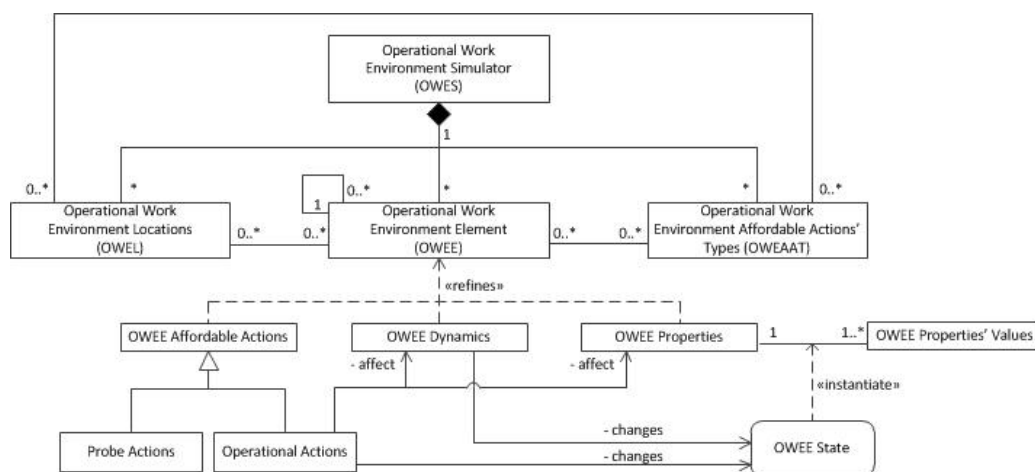 Operational Work
Environment Simulator
(OWES)
1
0..*
*
0..*
1
*
*
0..*
Operational Work
Environment Locations
(OWEL)
0..*
0..*
Operational Work
Environment Element
(OWEE)
0..*
0..*
Operational Work
Environment Affordable Actions'
Types (OWEAAT)
«refines»
OWEE Affordable Actions
OWEE Dynamics
OWEE Properties
1
1..*
OWEE Properties' Values
- affect
- affect
«instantiate»
Probe Actions
Operational Actions
- changes
- changes
OWEE State